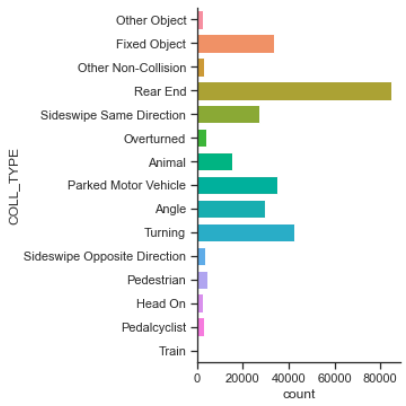 Other Object
Fixed Object
Other Non-Collision
Rear End
Sideswipe Same Direction
Overturned
Animal
Parked Motor Vehicle
Angle
Turning
Sideswipe Opposite Direction
Pedestrian
Head On
Pedalcyclist
Train
COLL_TYPE
0 20000 40000 60000 80000
count